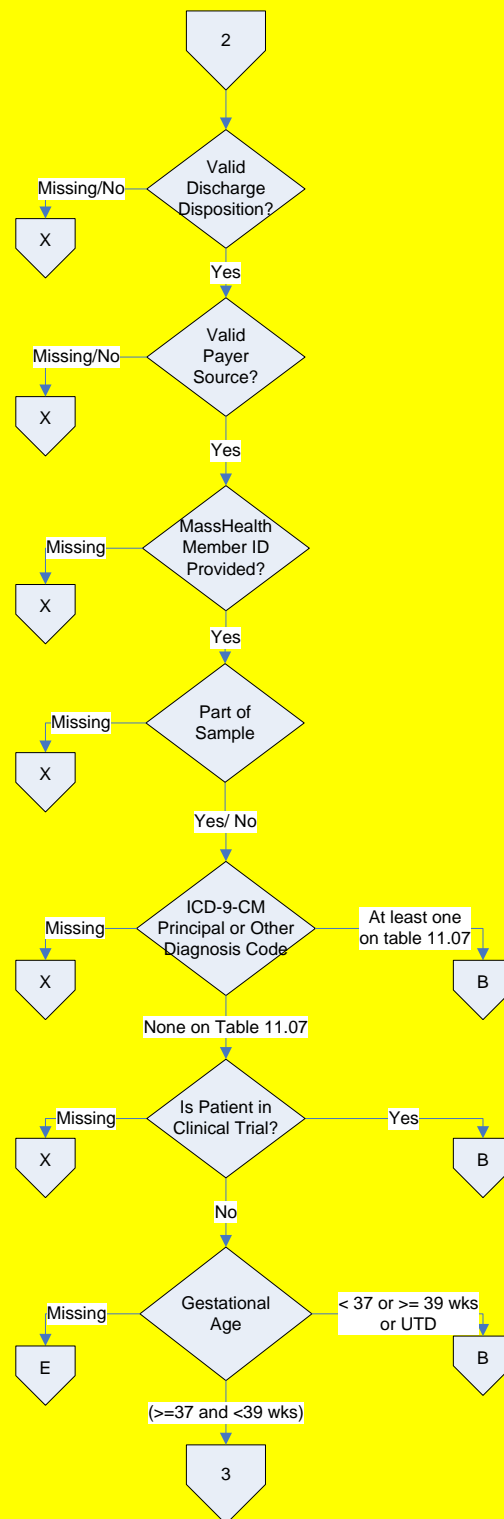 2
Valid
Discharge
Disposition?
Missing/No
X
Yes
Valid
Payer
Source?
Missing/No
X
Yes
MassHealth
Member ID
Provided?
Missing
X
Yes
Part of
Sample
Missing
X
Yes/ No
ICD-9-CM
Principal or Other
Diagnosis Code
Missing
X
At least one
on table 11.07
B
None on Table 11.07
Is Patient in
Clinical Trial?
Missing
X
Yes
B
No
Gestational
Age
Missing
E
< 37 or >= 39 wks
or UTD
B
(>=37 and <39 wks)
3